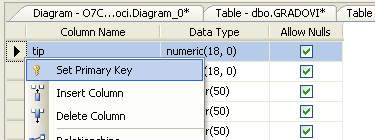 Diagram - O7C...oci.Diagram_0* Table - dbo.GRADOVI* Table
Column Name Data Type Allow Nulls
tip numeric(18, 0)
Set Primary Key (18, 0)
Insert Column r(50)
Delete Column r(50)
r(50)